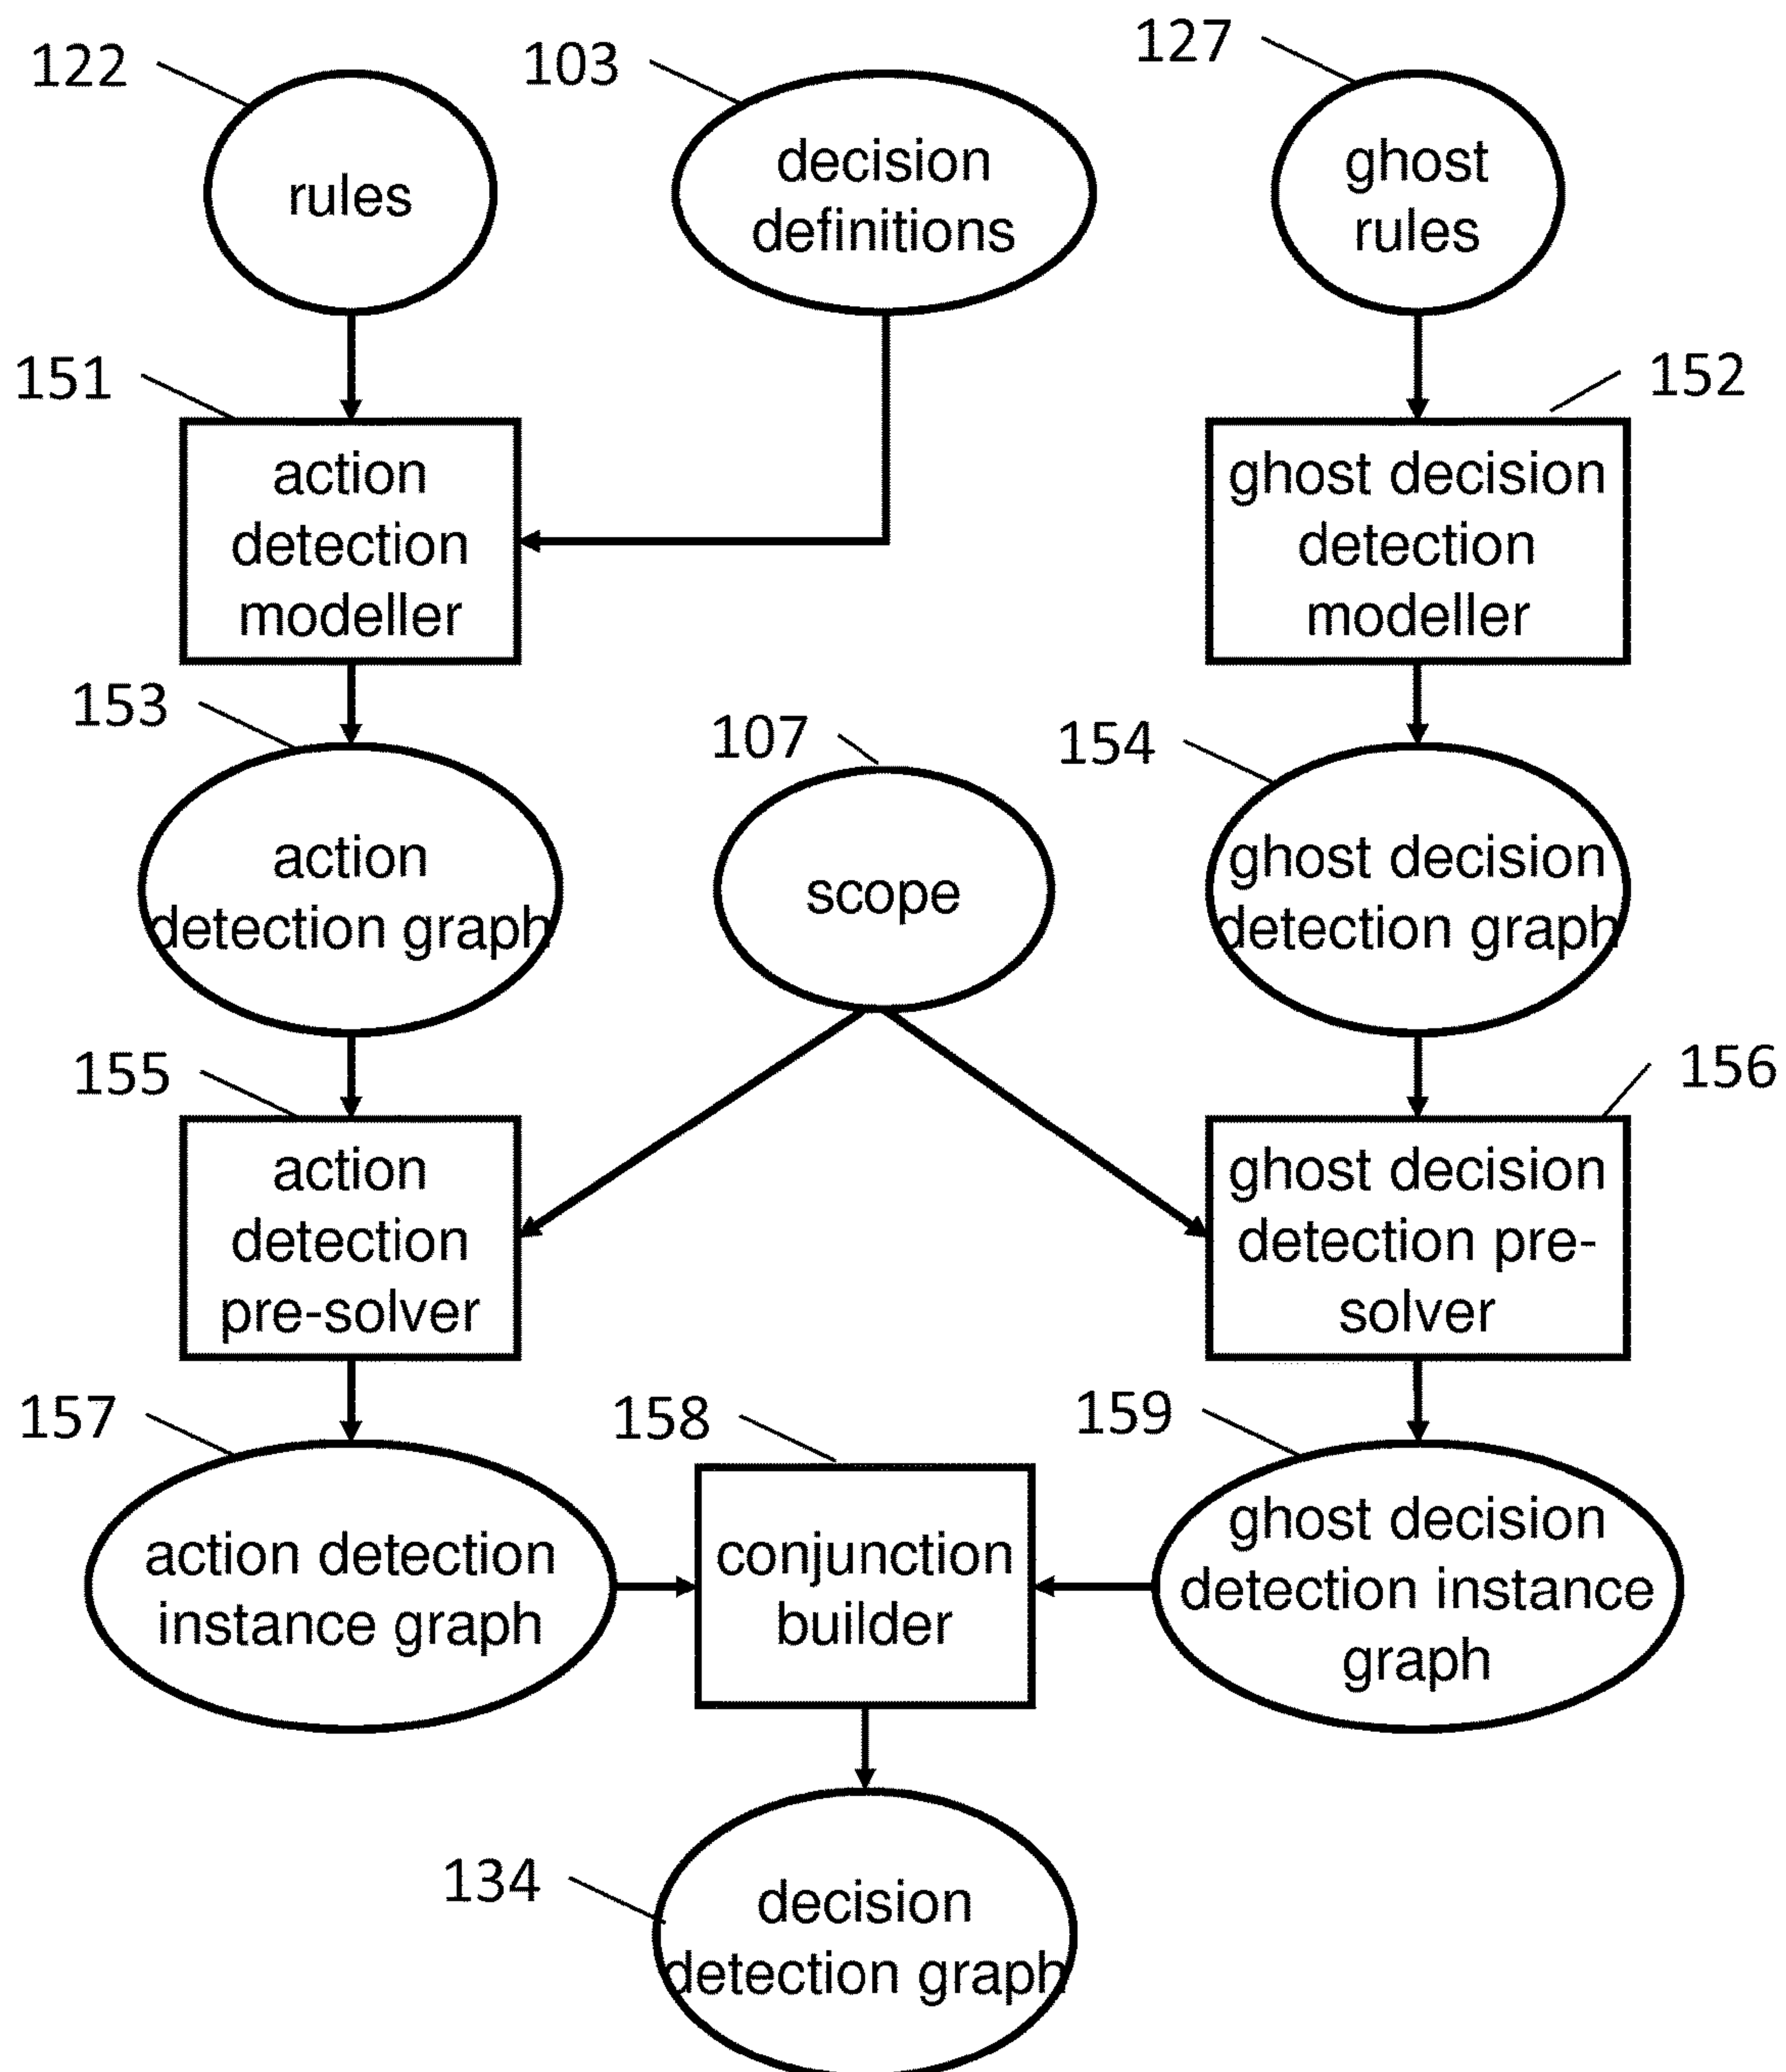 122
103
127
rules
decision
definitions
ghost
rules
151
152
action
detection
modeller
ghost decision
detection
modeller
153
107
154
action
detection graph
scope
ghost decision
detection graph
155
156
action
detection
pre-solver
ghost decision
detection pre-
solver
157
158
159
action detection
instance graph
conjunction
builder
ghost decision
detection instance
graph
134
decision
detection graph